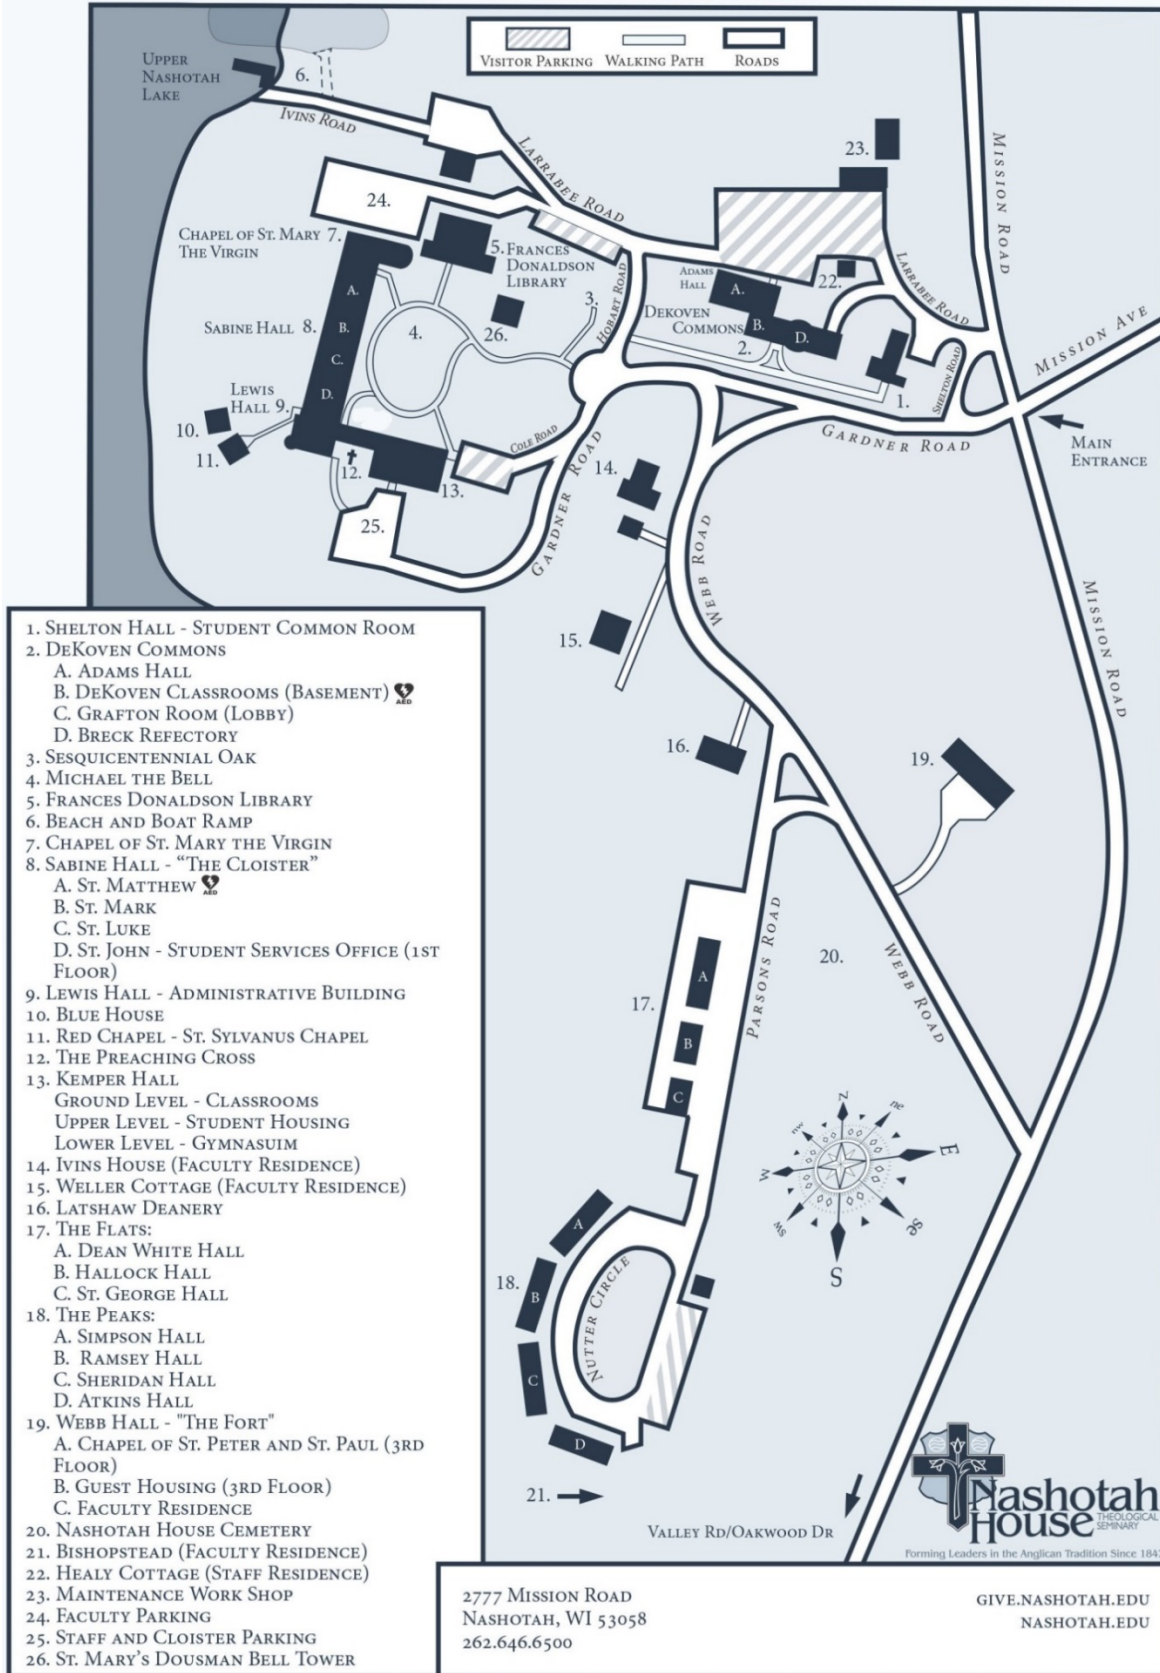 VISITOR PARKING
WALKING PATH
ROADS
UPPER
NASHOTAH
LAKE
6.
IVINS ROAD
LARRABEE ROAD
23.
MISSION ROAD
24.
CHAPEL OF ST. MARY 7.
THE VIRGIN
5. FRANCES
DONALDSON
LIBRARY
ADAMS
HALL
A.
22.
LARRABEE ROAD
HOBART ROAD
DEKOVEN
COMMONS
B.
D.
2.
MISSION AVE
A.
SABINE HALL 8.
B.
C.
D.
4.
26.
3.
SHELTON ROAD
1.
LEWIS
HALL 9.
10.
11.
12.
13.
COLE ROAD
GARDNER ROAD
GARDNER ROAD
MAIN
ENTRANCE
14.
25.
WEBB ROAD
MISSION ROAD
15.
16.
19.
PARSONS ROAD
20.
WEBB ROAD
17.
A
B
C
N
ne
E
se
S
sw
W
nw
18.
A
B
C
D
NUTTER CIRCLE
21.
VALLEY RD/OAKWOOD DR
1. SHELTON HALL - STUDENT COMMON ROOM
2. DEKOVEN COMMONS
A. ADAMS HALL
B. DEKOVEN CLASSROOMS (BASEMENT) AED
C. GRAFTON ROOM (LOBBY)
D. BRECK REFECTORY
3. SESQUICENTENNIAL OAK
4. MICHAEL THE BELL
5. FRANCES DONALDSON LIBRARY
6. BEACH AND BOAT RAMP
7. CHAPEL OF ST. MARY THE VIRGIN
8. SABINE HALL - “THE CLOISTER”
A. ST. MATTHEW AED
B. ST. MARK
C. ST. LUKE
D. ST. JOHN - STUDENT SERVICES OFFICE (1ST
FLOOR)
9. LEWIS HALL - ADMINISTRATIVE BUILDING
10. BLUE HOUSE
11. RED CHAPEL - ST. SYLVANUS CHAPEL
12. THE PREACHING CROSS
13. KEMPER HALL
GROUND LEVEL - CLASSROOMS
UPPER LEVEL - STUDENT HOUSING
LOWER LEVEL - GYMNASUIM
14. IVINS HOUSE (FACULTY RESIDENCE)
15. WELLER COTTAGE (FACULTY RESIDENCE)
16. LATSHAW DEANERY
17. THE FLATS:
A. DEAN WHITE HALL
B. HALLOCK HALL
C. ST. GEORGE HALL
18. THE PEAKS:
A. SIMPSON HALL
B. RAMSEY HALL
C. SHERIDAN HALL
D. ATKINS HALL
19. WEBB HALL - "THE FORT"
A. CHAPEL OF ST. PETER AND ST. PAUL (3RD
FLOOR)
B. GUEST HOUSING (3RD FLOOR)
C. FACULTY RESIDENCE
20. NASHOTAH HOUSE CEMETERY
21. BISHOPSTEAD (FACULTY RESIDENCE)
22. HEALY COTTAGE (STAFF RESIDENCE)
23. MAINTENANCE WORK SHOP
24. FACULTY PARKING
25. STAFF AND CLOISTER PARKING
26. ST. MARY'S DOUSMAN BELL TOWER
Nashotah
House THEOLOGICAL
SEMINARY
Forming Leaders in the Anglican Tradition Since 184
2777 MISSION ROAD
NASHOTAH, WI 53058
262.646.6500
GIVE.NASHOTAH.EDU
NASHOTAH.EDU